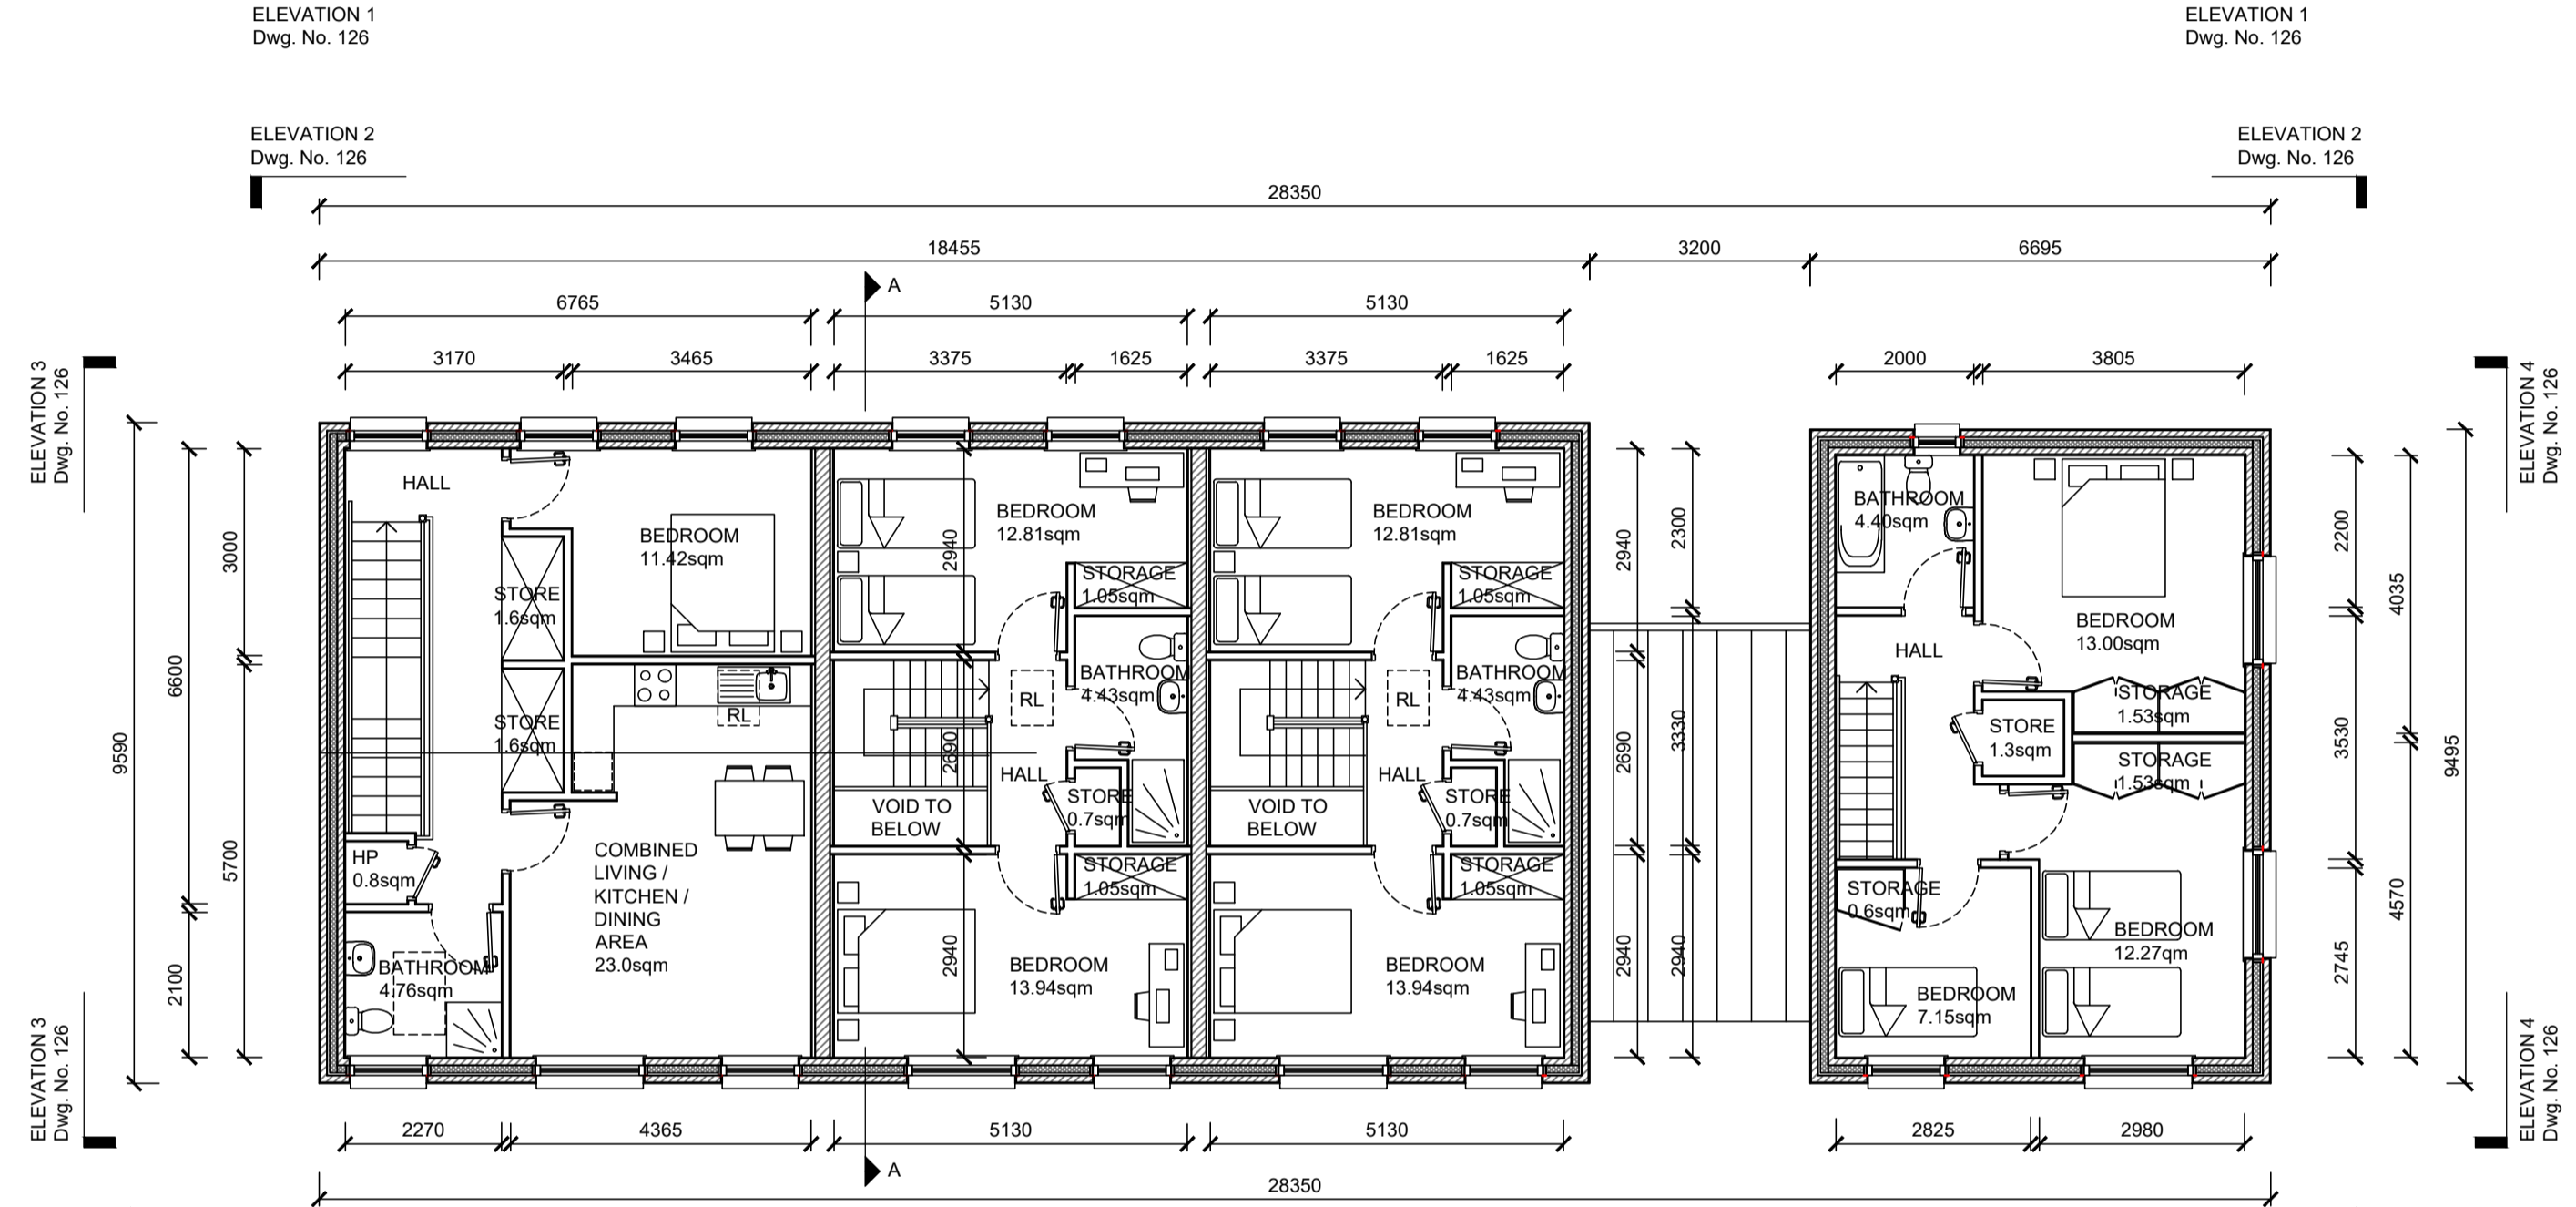 ELEVATION 1
Dwg. No. 126
ELEVATION 1
Dwg. No. 126
ELEVATION 2
Dwg. No. 126
ELEVATION 2
Dwg. No. 126
28350
18455
3200
6695
A
6765
5130
5130
3170
3465
3375
1625
3375
1625
2000
3805
ELEVATION 3
Dwg. No. 126
ELEVATION 4
Dwg. No. 126
9590
6600
2100
3000
5700
HALL
STORE
1.6sqm
STORE
1.6sqm
BEDROOM
11.42sqm
RL
HP
0.8sqm
BATHROOM
4.76sqm
COMBINED
LIVING /
KITCHEN /
DINING
AREA
23.0sqm
BEDROOM
12.81sqm
2940
STORAGE
1.05sqm
BATHROOM
4.43sqm
RL
2690
HALL
STORE
0.7sqm
VOID TO
BELOW
STORAGE
1.05sqm
2940
BEDROOM
13.94sqm
BEDROOM
12.81sqm
STORAGE
1.05sqm
BATHROOM
4.43sqm
RL
HALL
STORE
0.7sqm
VOID TO
BELOW
STORAGE
1.05sqm
BEDROOM
13.94sqm
2940
2690
2940
2300
3330
2940
BATHROOM
4.40sqm
BEDROOM
13.00sqm
HALL
STORAGE
1.53sqm
STORE
1.3sqm
STORAGE
1.53sqm
STORAGE
0.6sqm
BEDROOM
12.27qm
BEDROOM
7.15sqm
2200
3530
2745
4035
4570
9495
ELEVATION 3
Dwg. No. 126
ELEVATION 4
Dwg. No. 126
2270
4365
5130
5130
2825
2980
A
28350